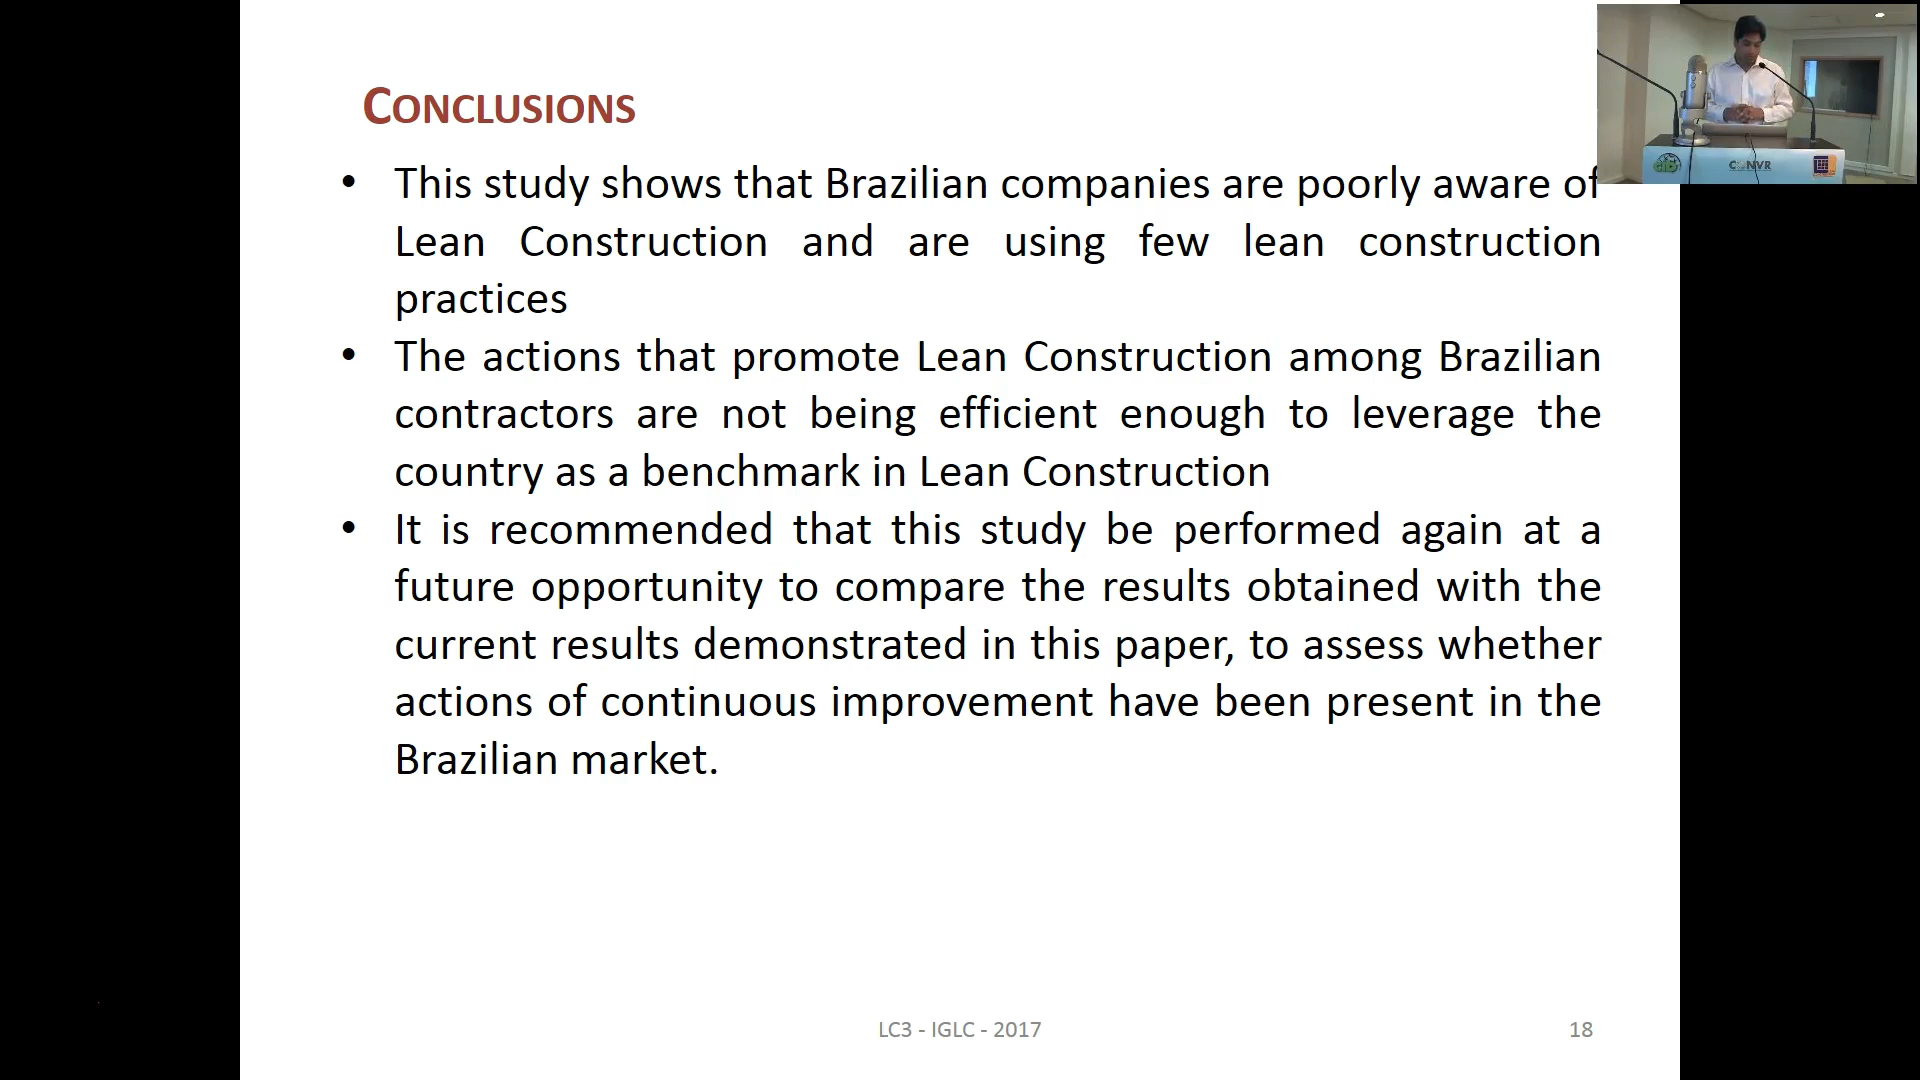 CONCLUSIONS
• This study shows that Brazilian companies are poorly aware of
Lean Construction and are using few lean construction
practices
• The actions that promote Lean Construction among Brazilian
contractors are not being efficient enough to leverage the
country as a benchmark in Lean Construction
• It is recommended that this study be performed again at a
future opportunity to compare the results obtained with the
current results demonstrated in this paper, to assess whether
actions of continuous improvement have been present in the
Brazilian market.
LC3 - IGLC - 2017
18
CONVR